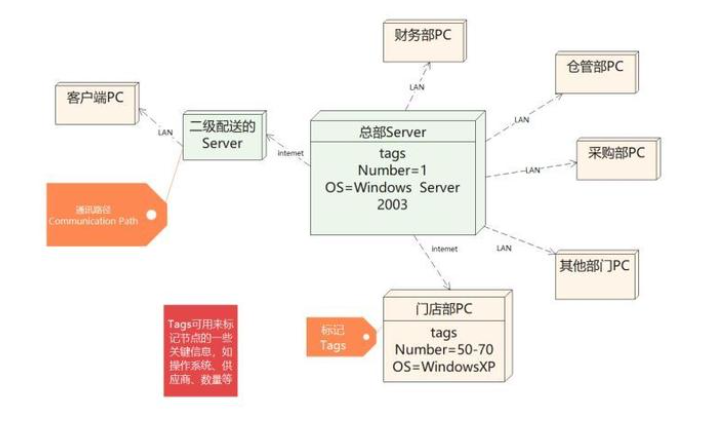 财务部PC
仓管部PC
LAN
客户端PC
LAN
二级配送的
Server
LAN
internet
总部Server
tags
Number=1
OS=Windows Server
2003
采购部PC
LAN
通讯路径
Communication Path
internet
LAN
其他部门PC
门店部PC
tags
Number=50-70
OS=WindowsXP
标记
Tags
Tags可用来标
记节点的一些
关键信息，如
操作系统、供
应商、数量等